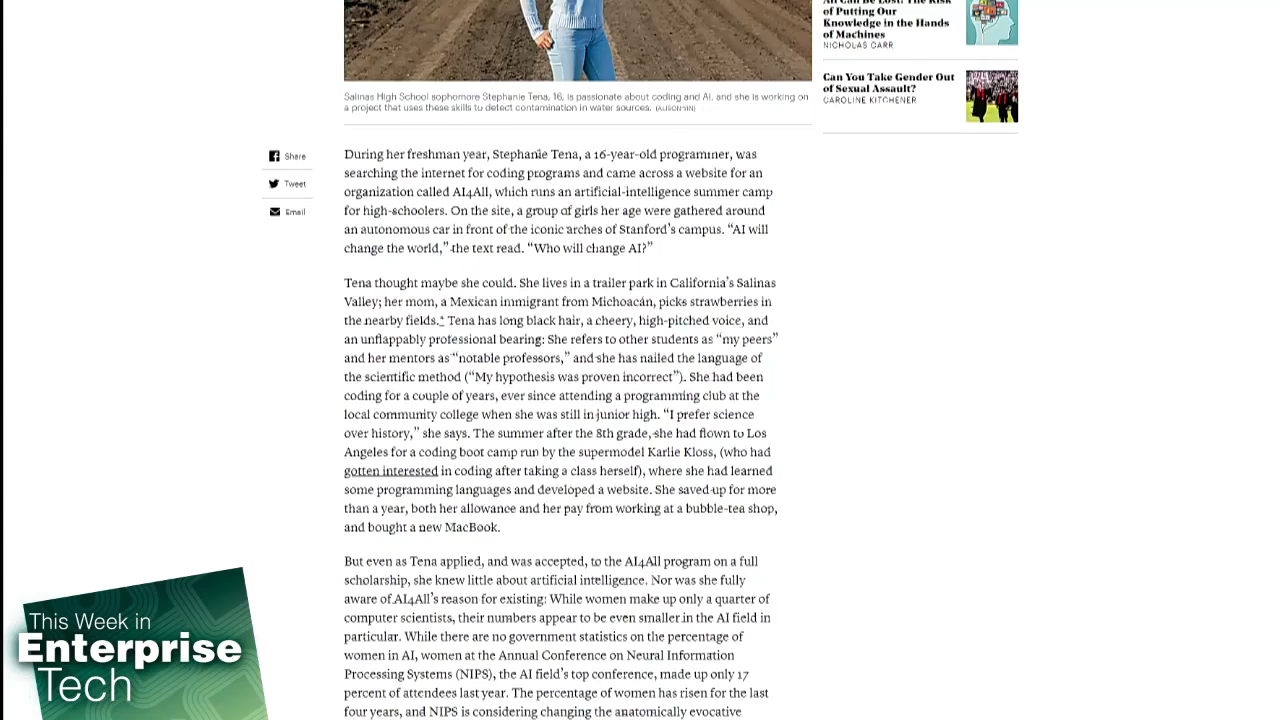 All Can Be Lost: The Risk
of Putting Our
Knowledge in the Hands
of Machines
NICHOLAS CARR
Can You Take Gender Out
of Sexual Assault?
CAROLINE KITCHENER
Salinas High School sophomore Stephanie Tena, 16, is passionate about coding and AI, and she is working on
a project that uses these skills to detect contamination in water sources. (ALISON YIN)
Share
Tweet
Email
During her freshman year, Stephanie Tena, a 16-year-old programmer, was
searching the internet for coding programs and came across a website for an
organization called AI4All, which runs an artificial-intelligence summer camp
for high-schoolers. On the site, a group of girls her age were gathered around
an autonomous car in front of the iconic arches of Stanford's campus. “AI will
change the world,” the text read. “Who will change AI?”
Tena thought maybe she could. She lives in a trailer park in California's Salinas
Valley; her mom, a Mexican immigrant from Michoacán, picks strawberries in
the nearby fields.* Tena has long black hair, a cheery, high-pitched voice, and
an unflappably professional bearing: She refers to other students as “my peers”
and her mentors as “notable professors,” and she has nailed the language of
the scientific method (“My hypothesis was proven incorrect”). She had been
coding for a couple of years, ever since attending a programming club at the
local community college when she was still in junior high. “I prefer science
over history,” she says. The summer after the 8th grade, she had flown to Los
Angeles for a coding boot camp run by the supermodel Karlie Kloss, (who had
gotten interested in coding after taking a class herself), where she had learned
some programming languages and developed a website. She saved up for more
than a year, both her allowance and her pay from working at a bubble-tea shop,
and bought a new MacBook.
But even as Tena applied, and was accepted, to the AI4All program on a full
scholarship, she knew little about artificial intelligence. Nor was she fully
aware of AI4All's reason for existing: While women make up only a quarter of
computer scientists, their numbers appear to be even smaller in the AI field in
particular. While there are no government statistics on the percentage of
women in AI, women at the Annual Conference on Neural Information
Processing Systems (NIPS), the AI field's top conference, made up only 17
percent of attendees last year. The percentage of women has risen for the last
four years, and NIPS is considering changing the anatomically evocative
This Week in
Enterprise
Tech